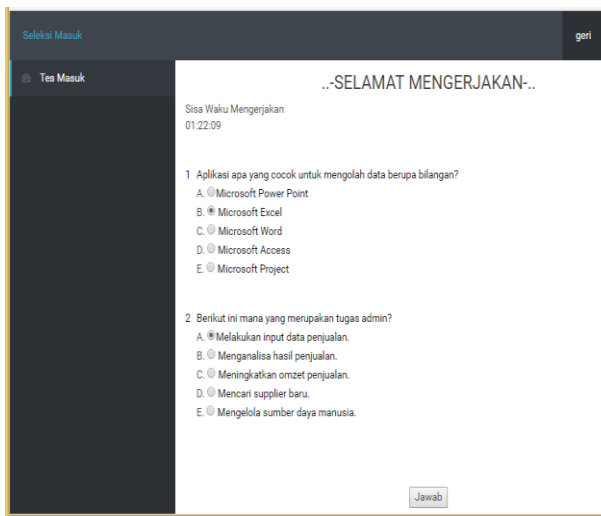 Seleksi Masuk
geri
Tes Masuk
..-SELAMAT MENGERJAKAN-..
Sisa Waku Mengerjakan
01:22:09
1 Aplikasi apa yang cocok untuk mengolah data berupa bilangan?
A. Microsoft Power Point
B. Microsoft Excel
C. Microsoft Word
D. Microsoft Access
E. Microsoft Project
2 Berikut ini mana yang merupakan tugas admin?
A. Melakukan input data penjualan.
B. Menganalisa hasil penjualan.
C. Meningkatkan omzet penjualan.
D. Mencari supplier baru.
E. Mengelola sumber daya manusia.
Jawab